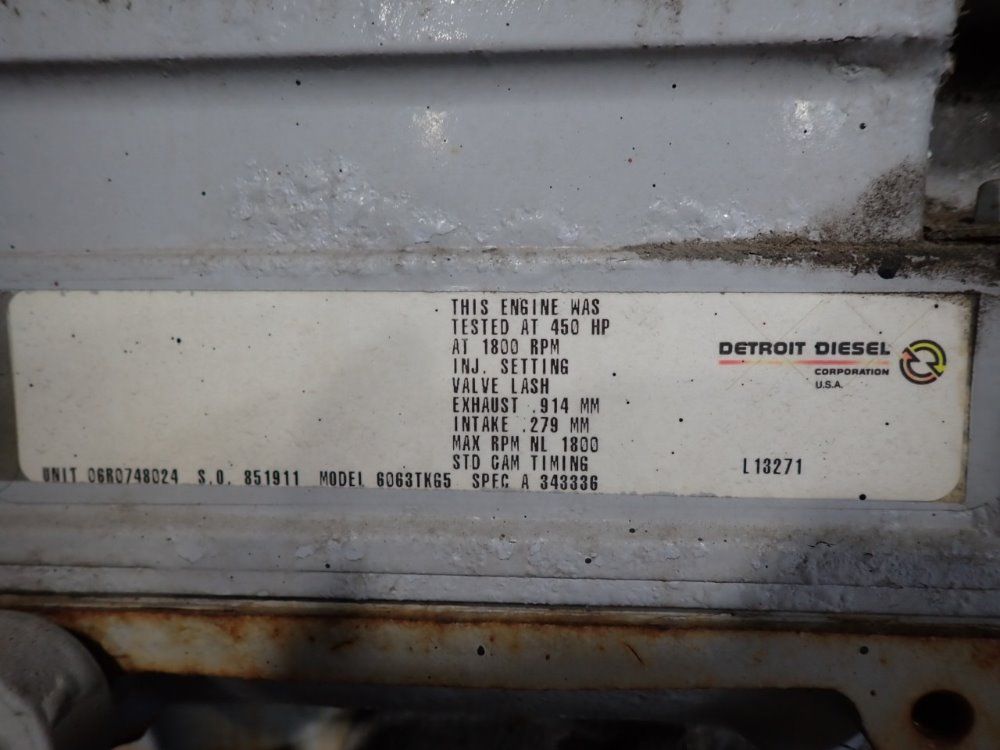 THIS ENGINE WAS
TESTED AT 450 HP
AT 1800 RPM
INJ. SETTING
VALVE LASH
EXHAUST .914 MM
INTAKE .279 MM
MAX RPM NL 1800
STD CAM TIMING
UNIT 06R0748024 S.O. 851911 MODEL 6063TKG5 SPEC A 343336
DETROIT DIESEL
CORPORATION
U.S.A.
L13271